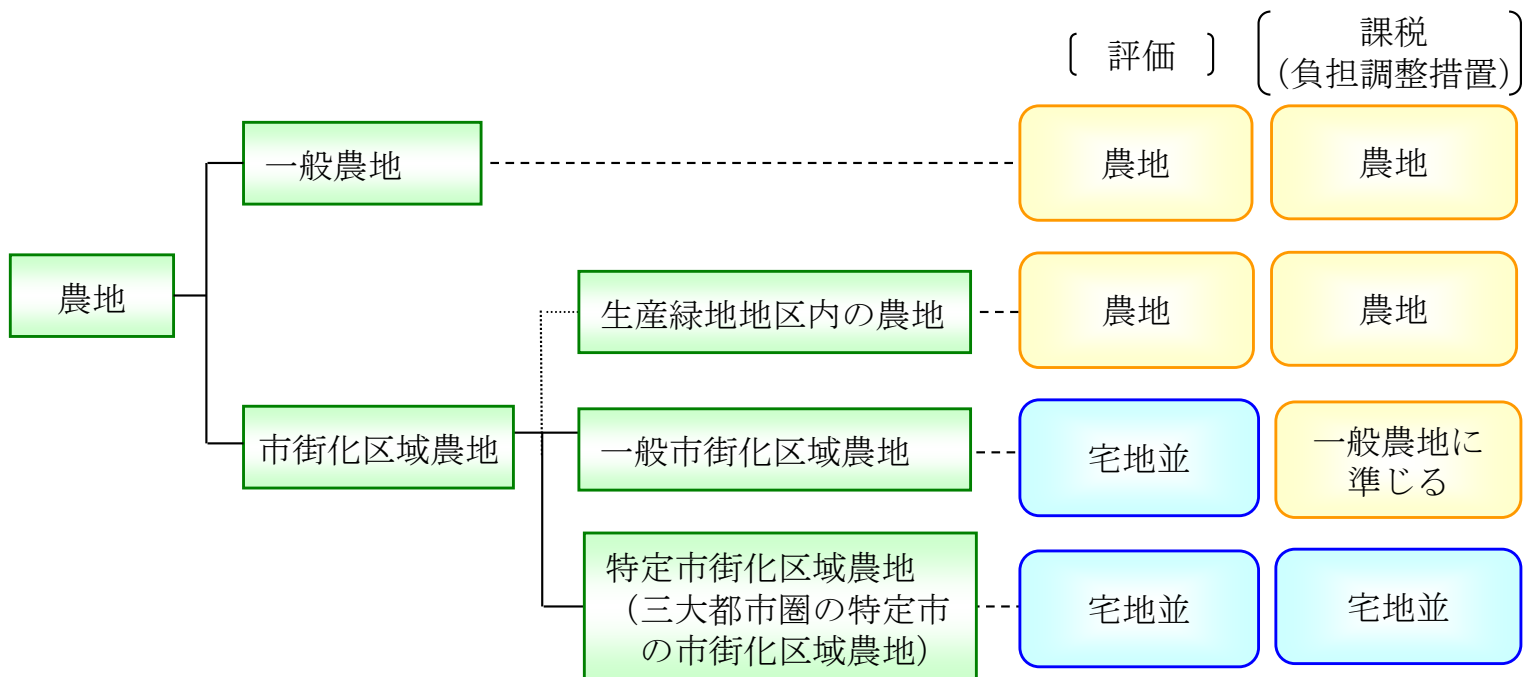 〔 評価 〕
課税
（負担調整措置）
一般農地
農地
農地
農地
生産緑地地区内の農地
農地
農地
市街化区域農地
一般市街化区域農地
宅地並
一般農地に
準じる
特定市街化区域農地
（三大都市圏の特定市
の市街化区域農地）
宅地並
宅地並